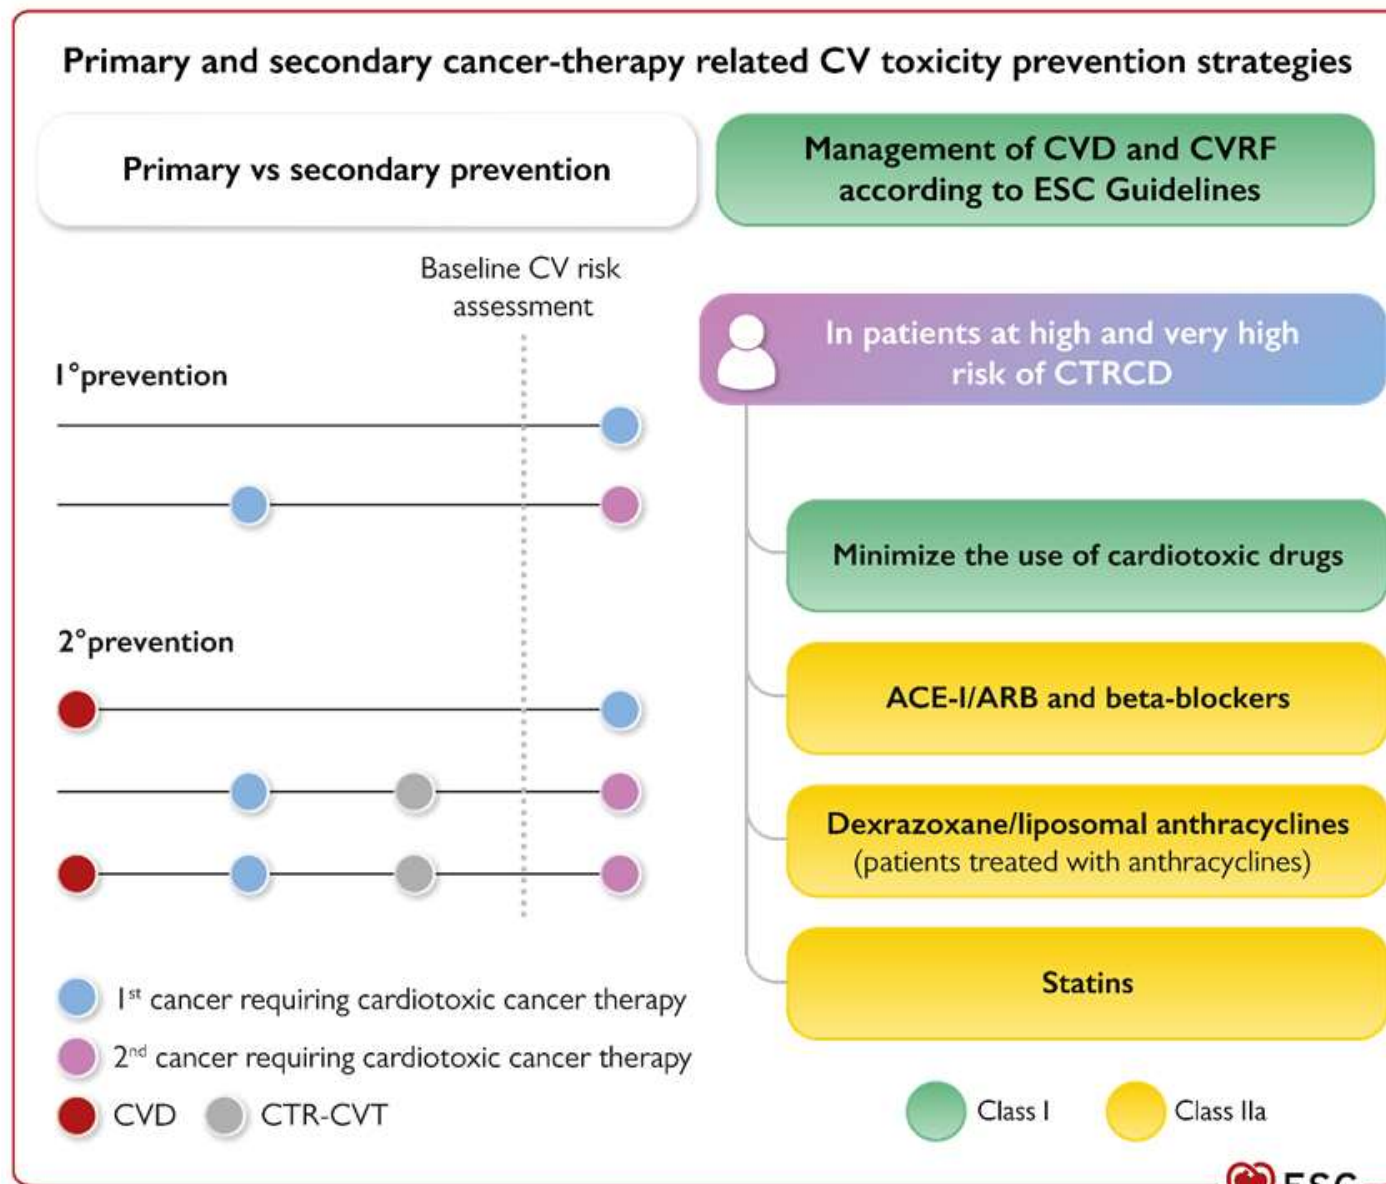 Primary and secondary cancer-therapy related CV toxicity prevention strategies
Primary vs secondary prevention
Baseline CV risk
assessment
1°prevention
2°prevention
1st cancer requiring cardiotoxic cancer therapy
2nd cancer requiring cardiotoxic cancer therapy
CVD
CTR-CVT
Management of CVD and CVRF
according to ESC Guidelines
In patients at high and very high
risk of CTRCD
Minimize the use of cardiotoxic drugs
ACE-I/ARB and beta-blockers
Dexrazoxane/liposomal anthracyclines
(patients treated with anthracyclines)
Statins
Class I
Class IIa
ESC